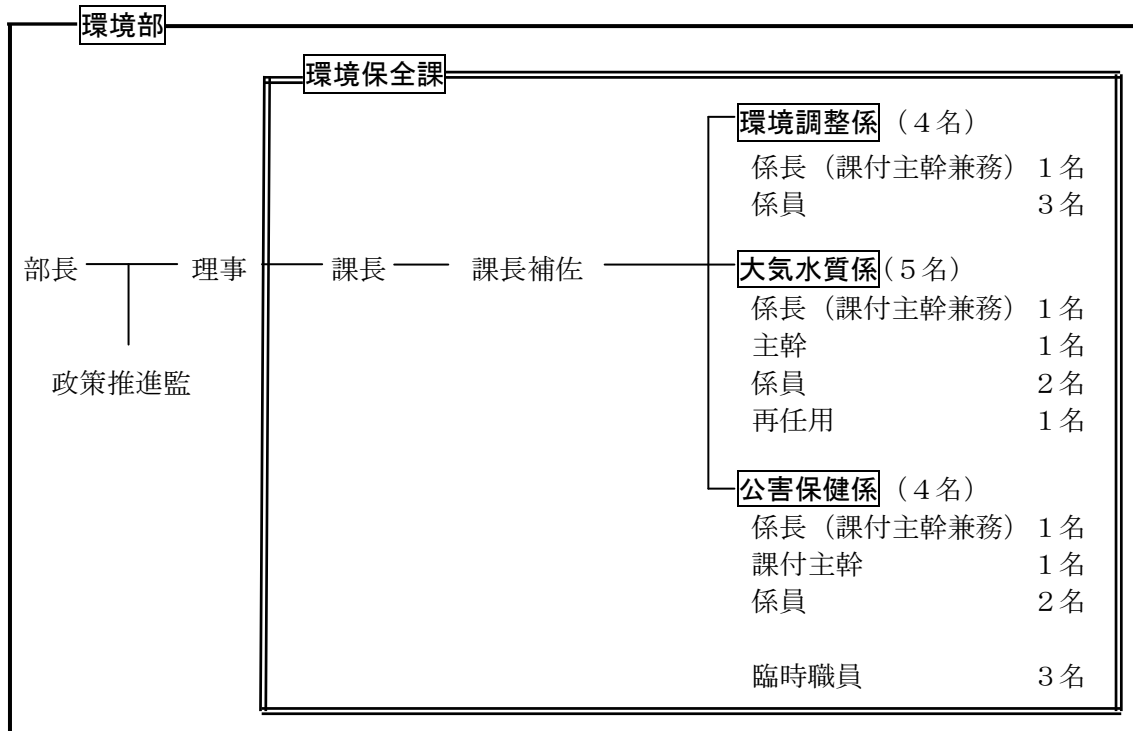 環境部
環境保全課
環境調整係（４名）
係長（課付主幹兼務）１名
係員　３名
部長　理事　課長　課長補佐　大気水質係（５名）
係長（課付主幹兼務）１名
主幹　１名
政策推進監　係員　２名
再任用　１名
公害保健係（４名）
係長（課付主幹兼務）１名
課付主幹　１名
係員　２名
臨時職員　３名